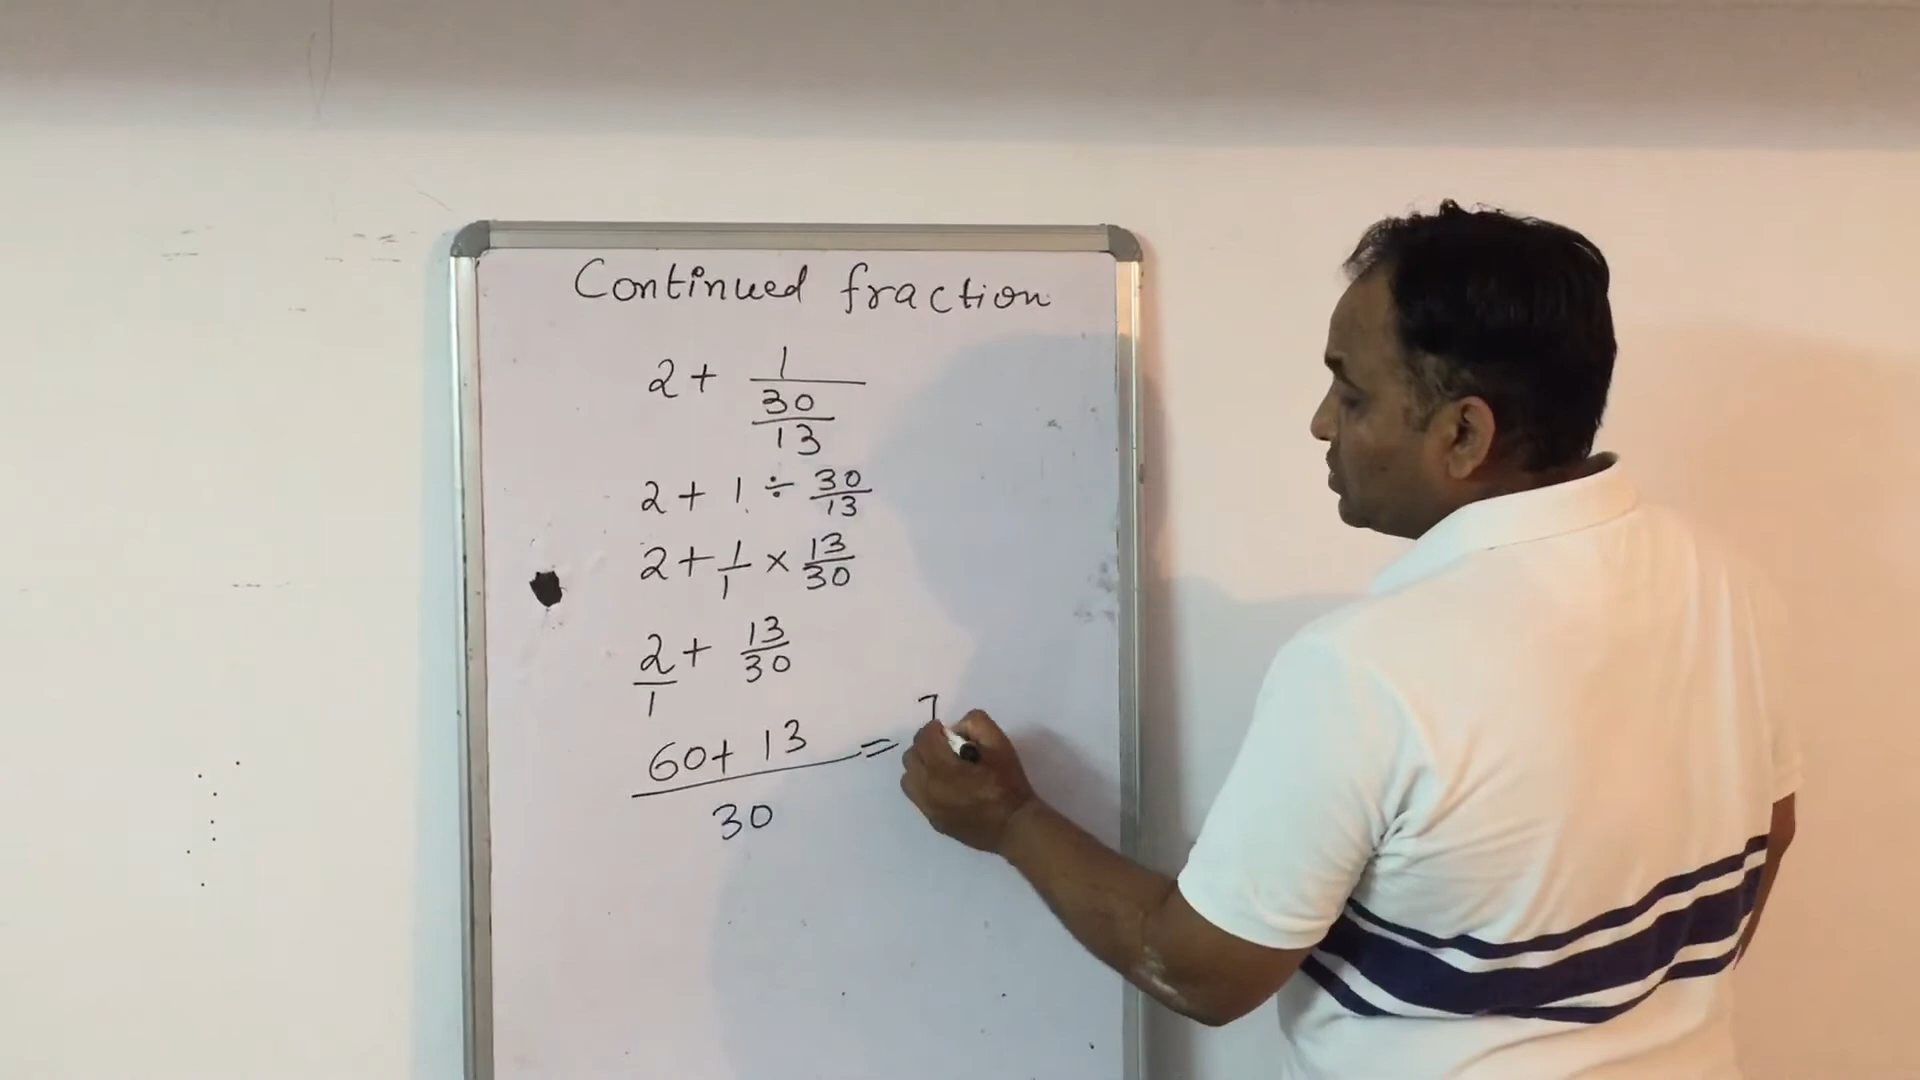 Continued fraction
2 + 1
30
13
2 + 1 ÷ 30/13
2 + 1/1 × 13/30
2/1 + 13/30
60 + 13 = 7
30